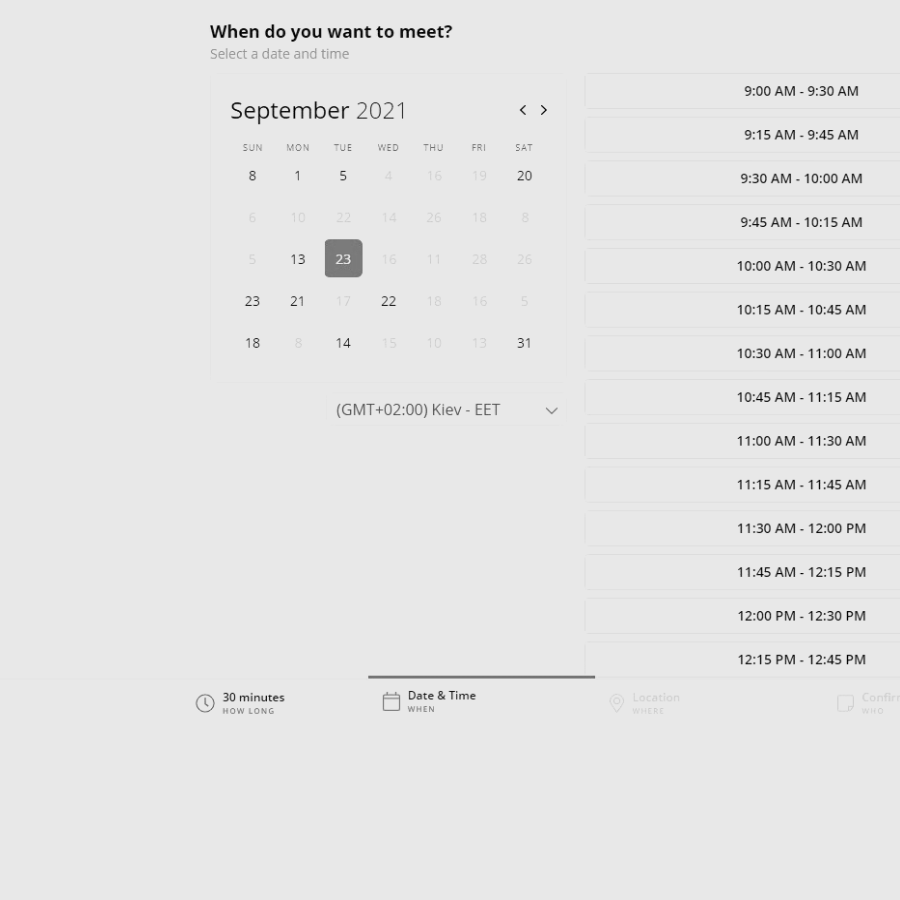 When do you want to meet?
Select a date and time
September 2021
SUN MON TUE WED THU FRI SAT
8 1 5 4 16 19 20
6 10 22 14 26 18 8
5 13 23 16 11 28 26
23 21 17 22 18 16 5
18 8 14 15 10 13 31
(GMT+02:00) Kiev - EET
9:00 AM - 9:30 AM
9:15 AM - 9:45 AM
9:30 AM - 10:00 AM
9:45 AM - 10:15 AM
10:00 AM - 10:30 AM
10:15 AM - 10:45 AM
10:30 AM - 11:00 AM
10:45 AM - 11:15 AM
11:00 AM - 11:30 AM
11:15 AM - 11:45 AM
11:30 AM - 12:00 PM
11:45 AM - 12:15 PM
12:00 PM - 12:30 PM
12:15 PM - 12:45 PM
30 minutes
HOW LONG
Date & Time
WHEN
Location
WHERE
Confir
WHO